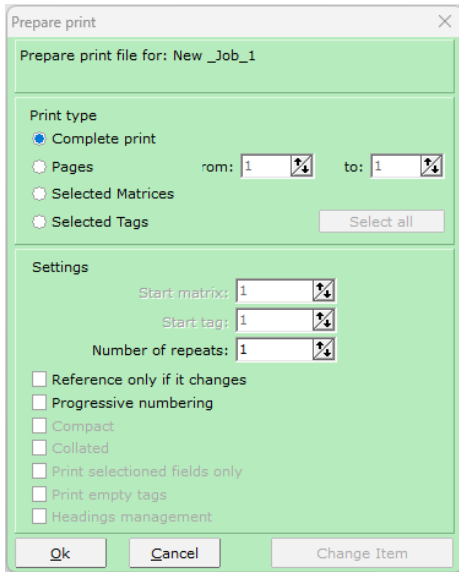 Prepare print
Prepare print file for: New _Job_1
Print type
Complete print
Pages rom: 1 to: 1
Selected Matrices
Selected Tags Select all
Settings
Start matrix: 1
Start tag: 1
Number of repeats: 1
Reference only if it changes
Progressive numbering
Compact
Collated
Print selectioned fields only
Print empty tags
Headings management
Ok Cancel Change Item